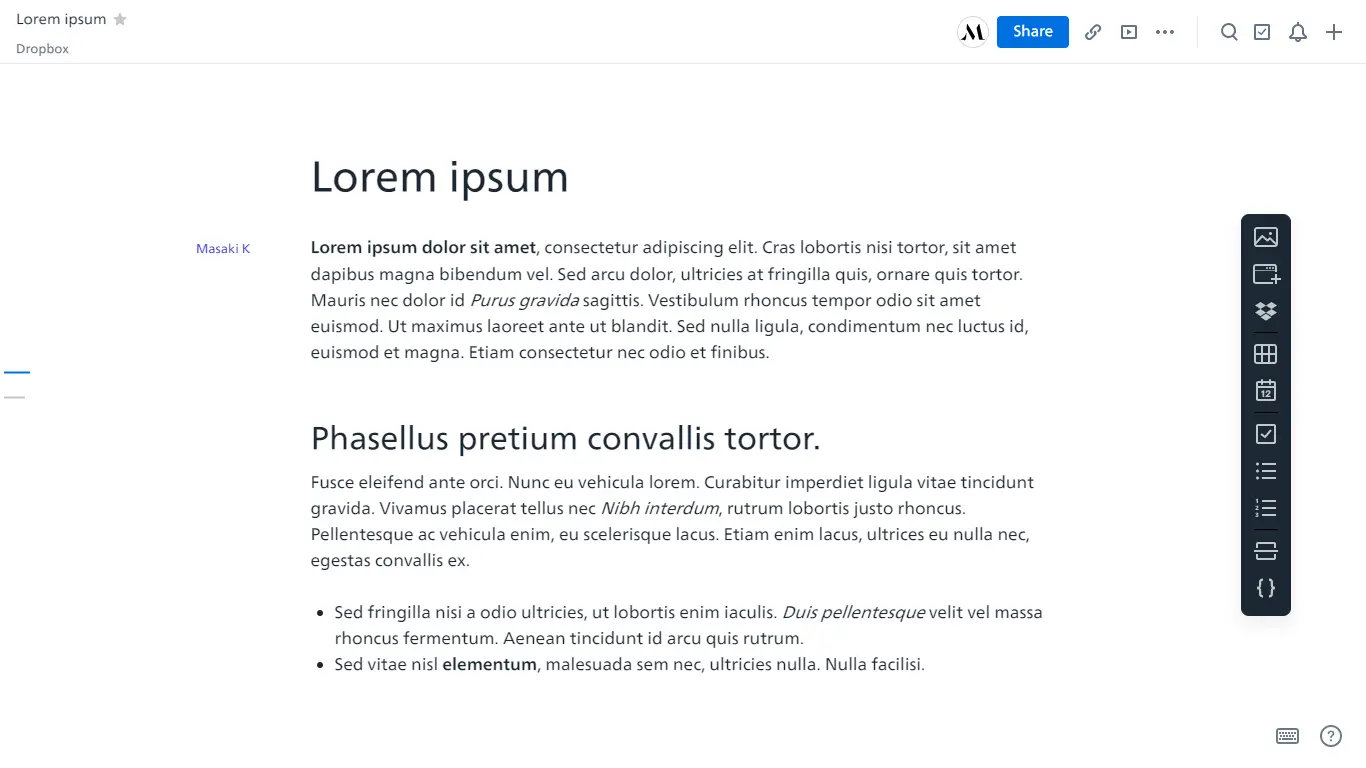 Lorem ipsum
Dropbox
M
Share
Lorem ipsum
Masaki K
Lorem ipsum dolor sit amet, consectetur adipiscing elit. Cras lobortis nisi tortor, sit amet
dapibus magna bibendum vel. Sed arcu dolor, ultricies at fringilla quis, ornare quis tortor.
Mauris nec dolor id Purus gravida sagittis. Vestibulum rhoncus tempor odio sit amet
euismod. Ut maximus laoreet ante ut blandit. Sed nulla ligula, condimentum nec luctus id,
euismod et magna. Etiam consectetur nec odio et finibus.
Phasellus pretium convallis tortor.
Fusce eleifend ante orci. Nunc eu vehicula lorem. Curabitur imperdiet ligula vitae tincidunt
gravida. Vivamus placerat tellus nec Nibh interdum, rutrum lobortis justo rhoncus.
Pellentesque ac vehicula enim, eu scelerisque lacus. Etiam enim lacus, ultrices eu nulla nec,
egestas convallis ex.
• Sed fringilla nisi a odio ultricies, ut lobortis enim iaculis. Duis pellentesque velit vel massa
rhoncus fermentum. Aenean tincidunt id arcu quis rutrum.
• Sed vitae nisl elementum, malesuada sem nec, ultricies nulla. Nulla facilisi.
12
1
2
3
{ }
?